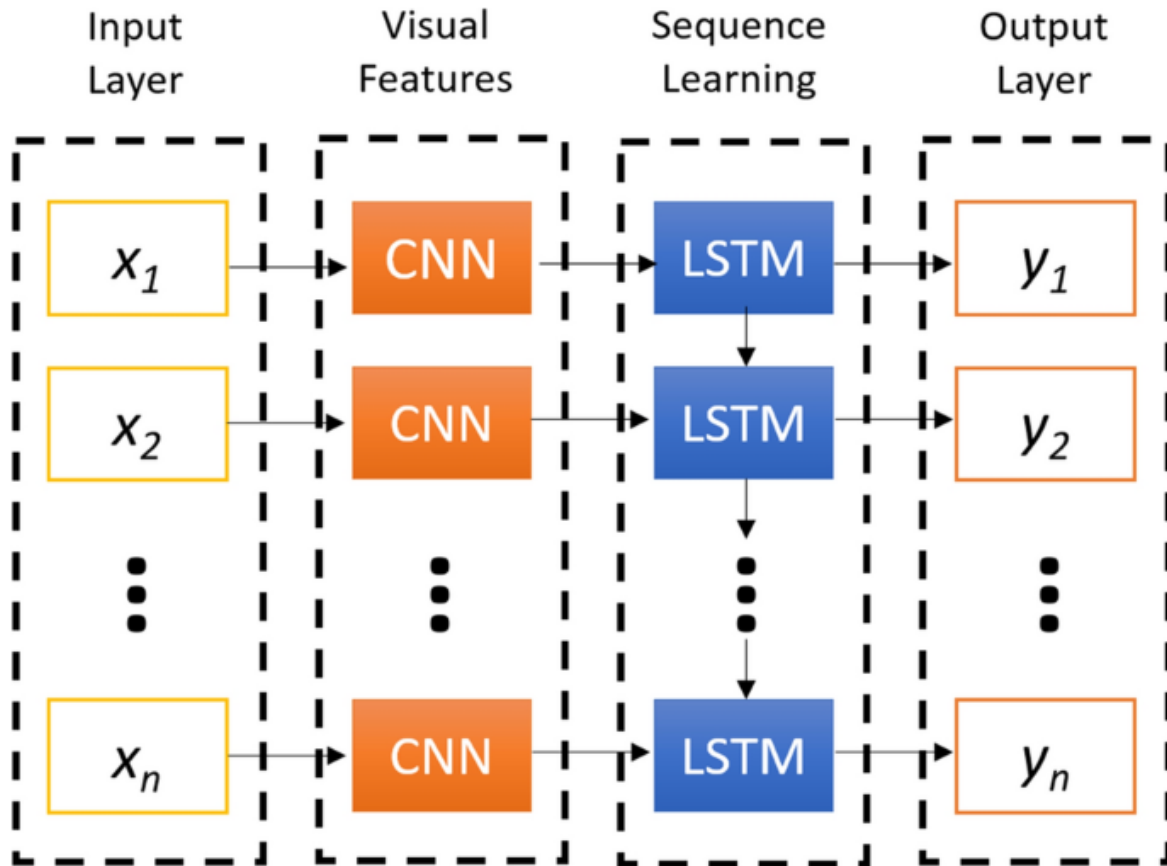 Input Layer
Visual Features
Sequence Learning
Output Layer
x1 CNN LSTM y1
x2 CNN LSTM y2
xn CNN LSTM yn